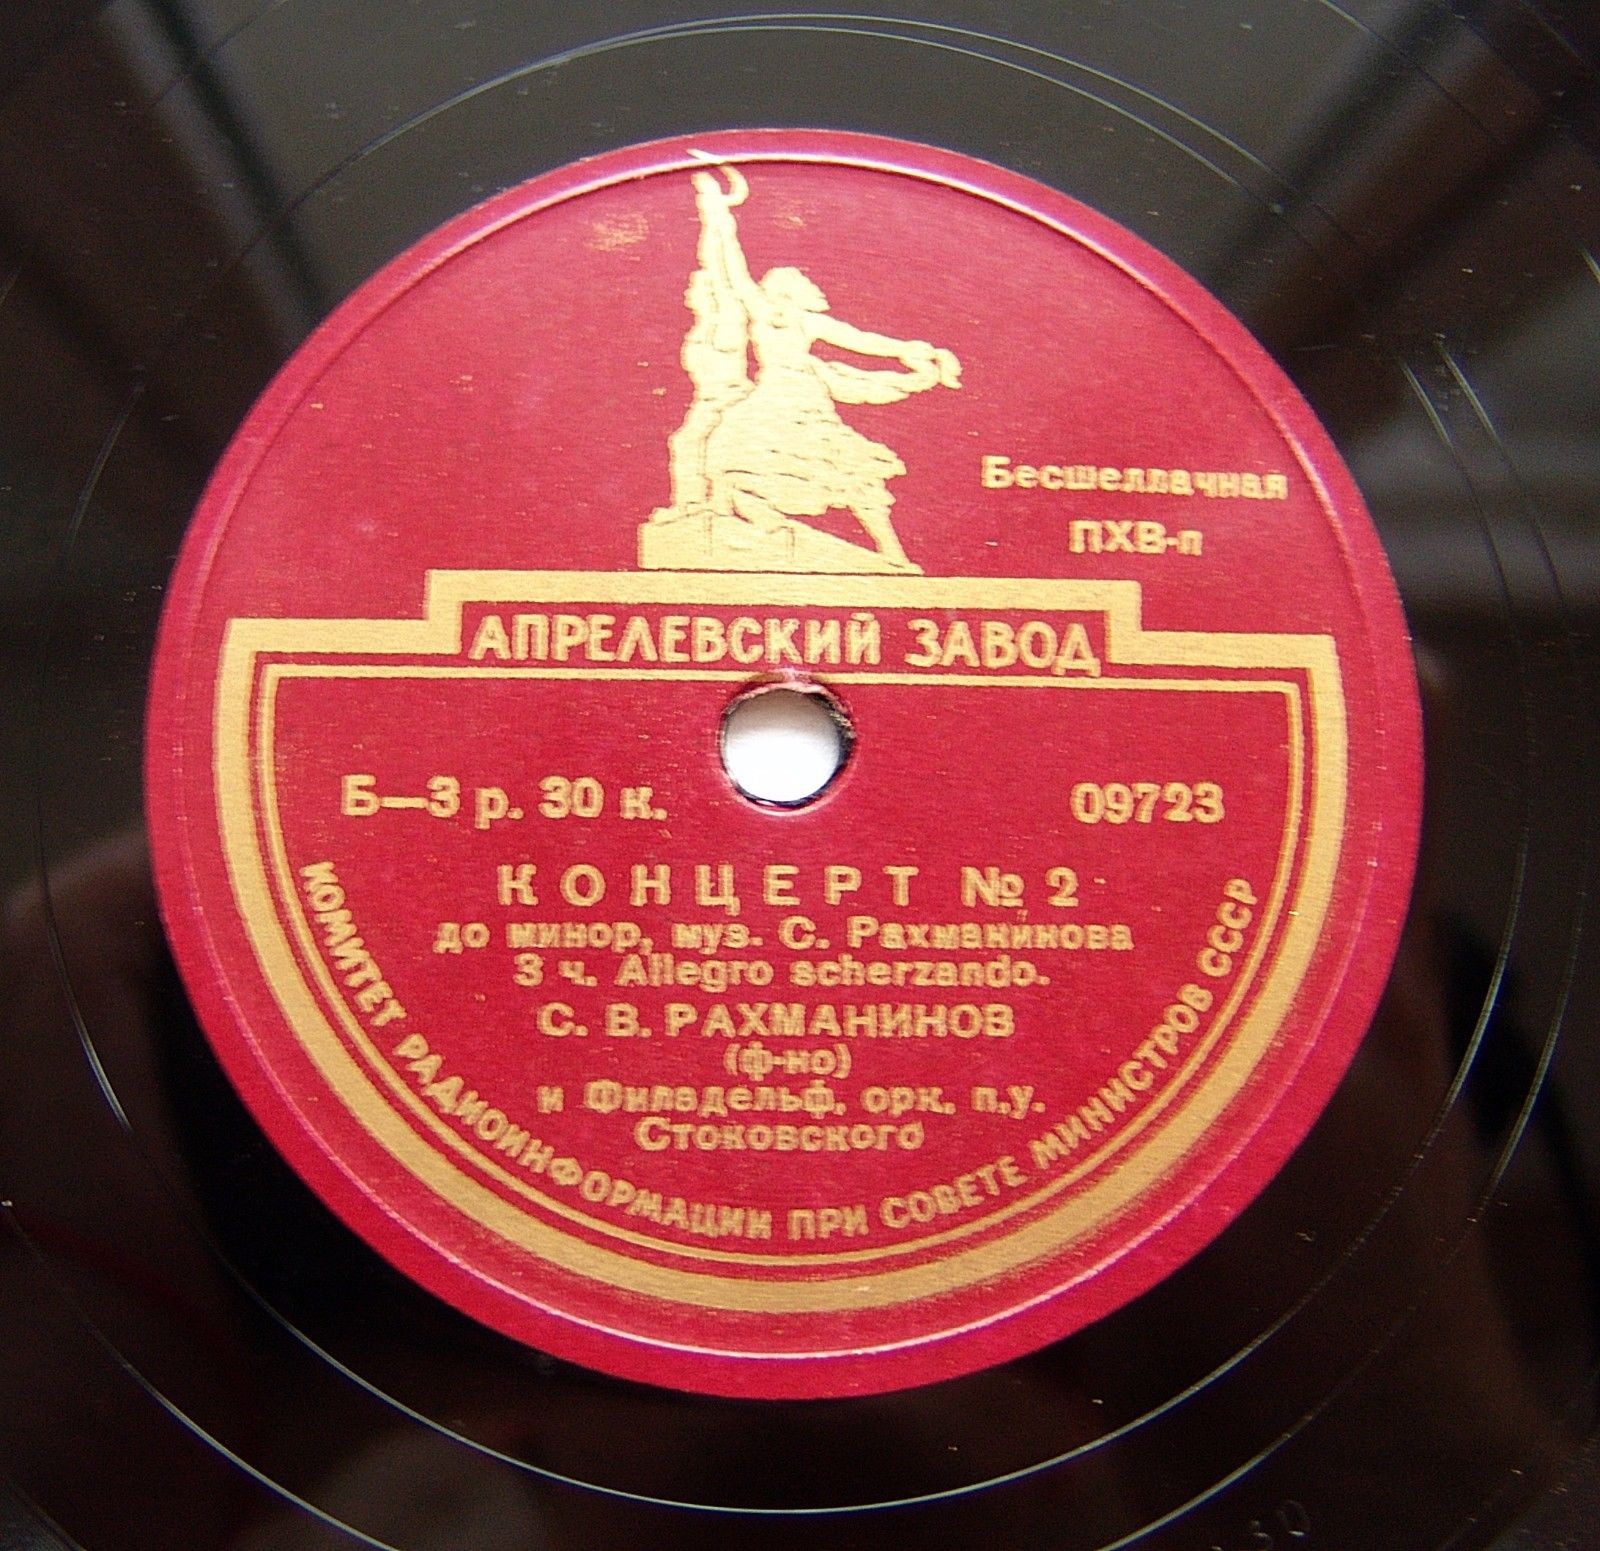 Бесшеллачная
ПХВ-п
АПРЕЛЕВСКИЙ ЗАВОД
Б—3 р. 30 к. 09723
КОНЦЕРТ № 2
до минор, муз. С. Рахманинова
3 ч. Allegro scherzando.
С. В. РАХМАНИНОВ
(ф-но)
и Филадельф. орк. п.у.
Стоковского
КОМИТЕТ РАДИОИНФОРМАЦИИ ПРИ СОВЕТЕ МИНИСТРОВ СССР